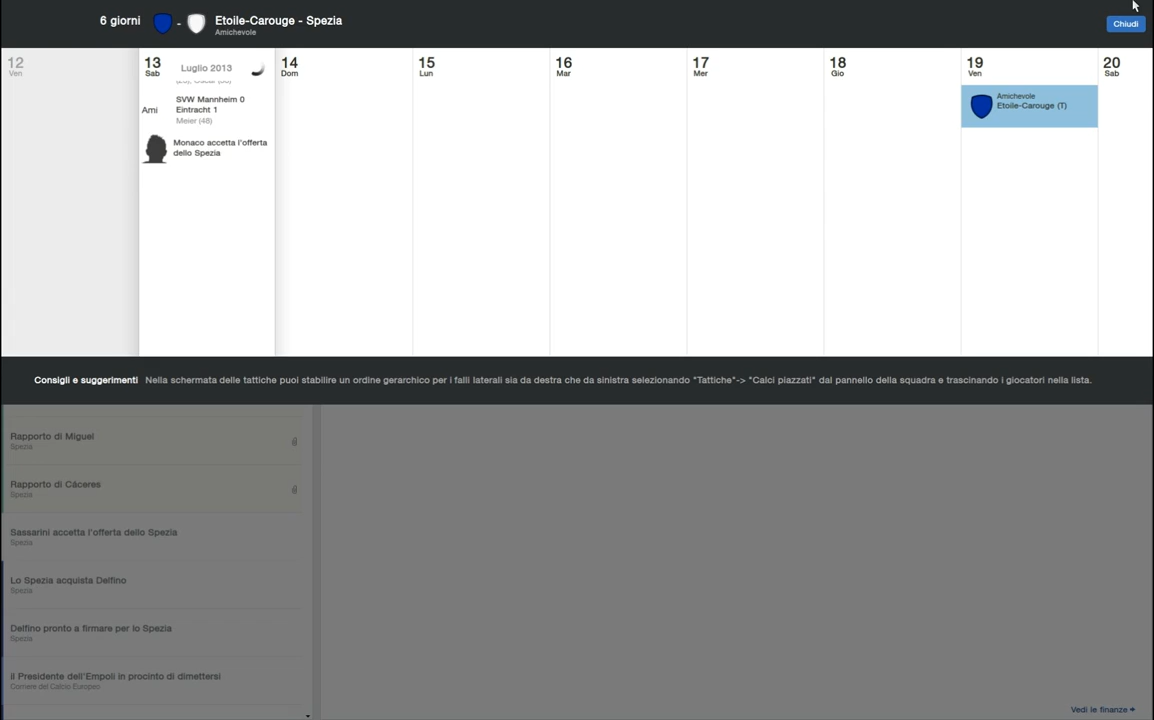 6 giorni
-
Etoile-Carouge - Spezia
Amichevole
Chiudi
12
Ven
13
Sab
Luglio 2013
SVW Mannheim 0
Ami
Eintracht 1
Meier (48)
Monaco accetta l'offerta
dello Spezia
14
Dom
15
Lun
16
Mar
17
Mer
18
Gio
19
Ven
Amichevole
Etoile-Carouge (T)
20
Sab
Consigli e suggerimenti Nella schermata delle tattiche puoi stabilire un ordine gerarchico per i falli laterali sia da destra che da sinistra selezionando "Tattiche"-> "Calci piazzati" dal pannello della squadra e trascinando i giocatori nella lista.
Rapporto di Miguel
Spezia
Rapporto di Cáceres
Spezia
Sassarini accetta l'offerta dello Spezia
Spezia
Lo Spezia acquista Delfino
Spezia
Delfino pronto a firmare per lo Spezia
Spezia
il Presidente dell'Empoli in procinto di dimettersi
Corriere del Calcio Europeo
Vedi le finanze